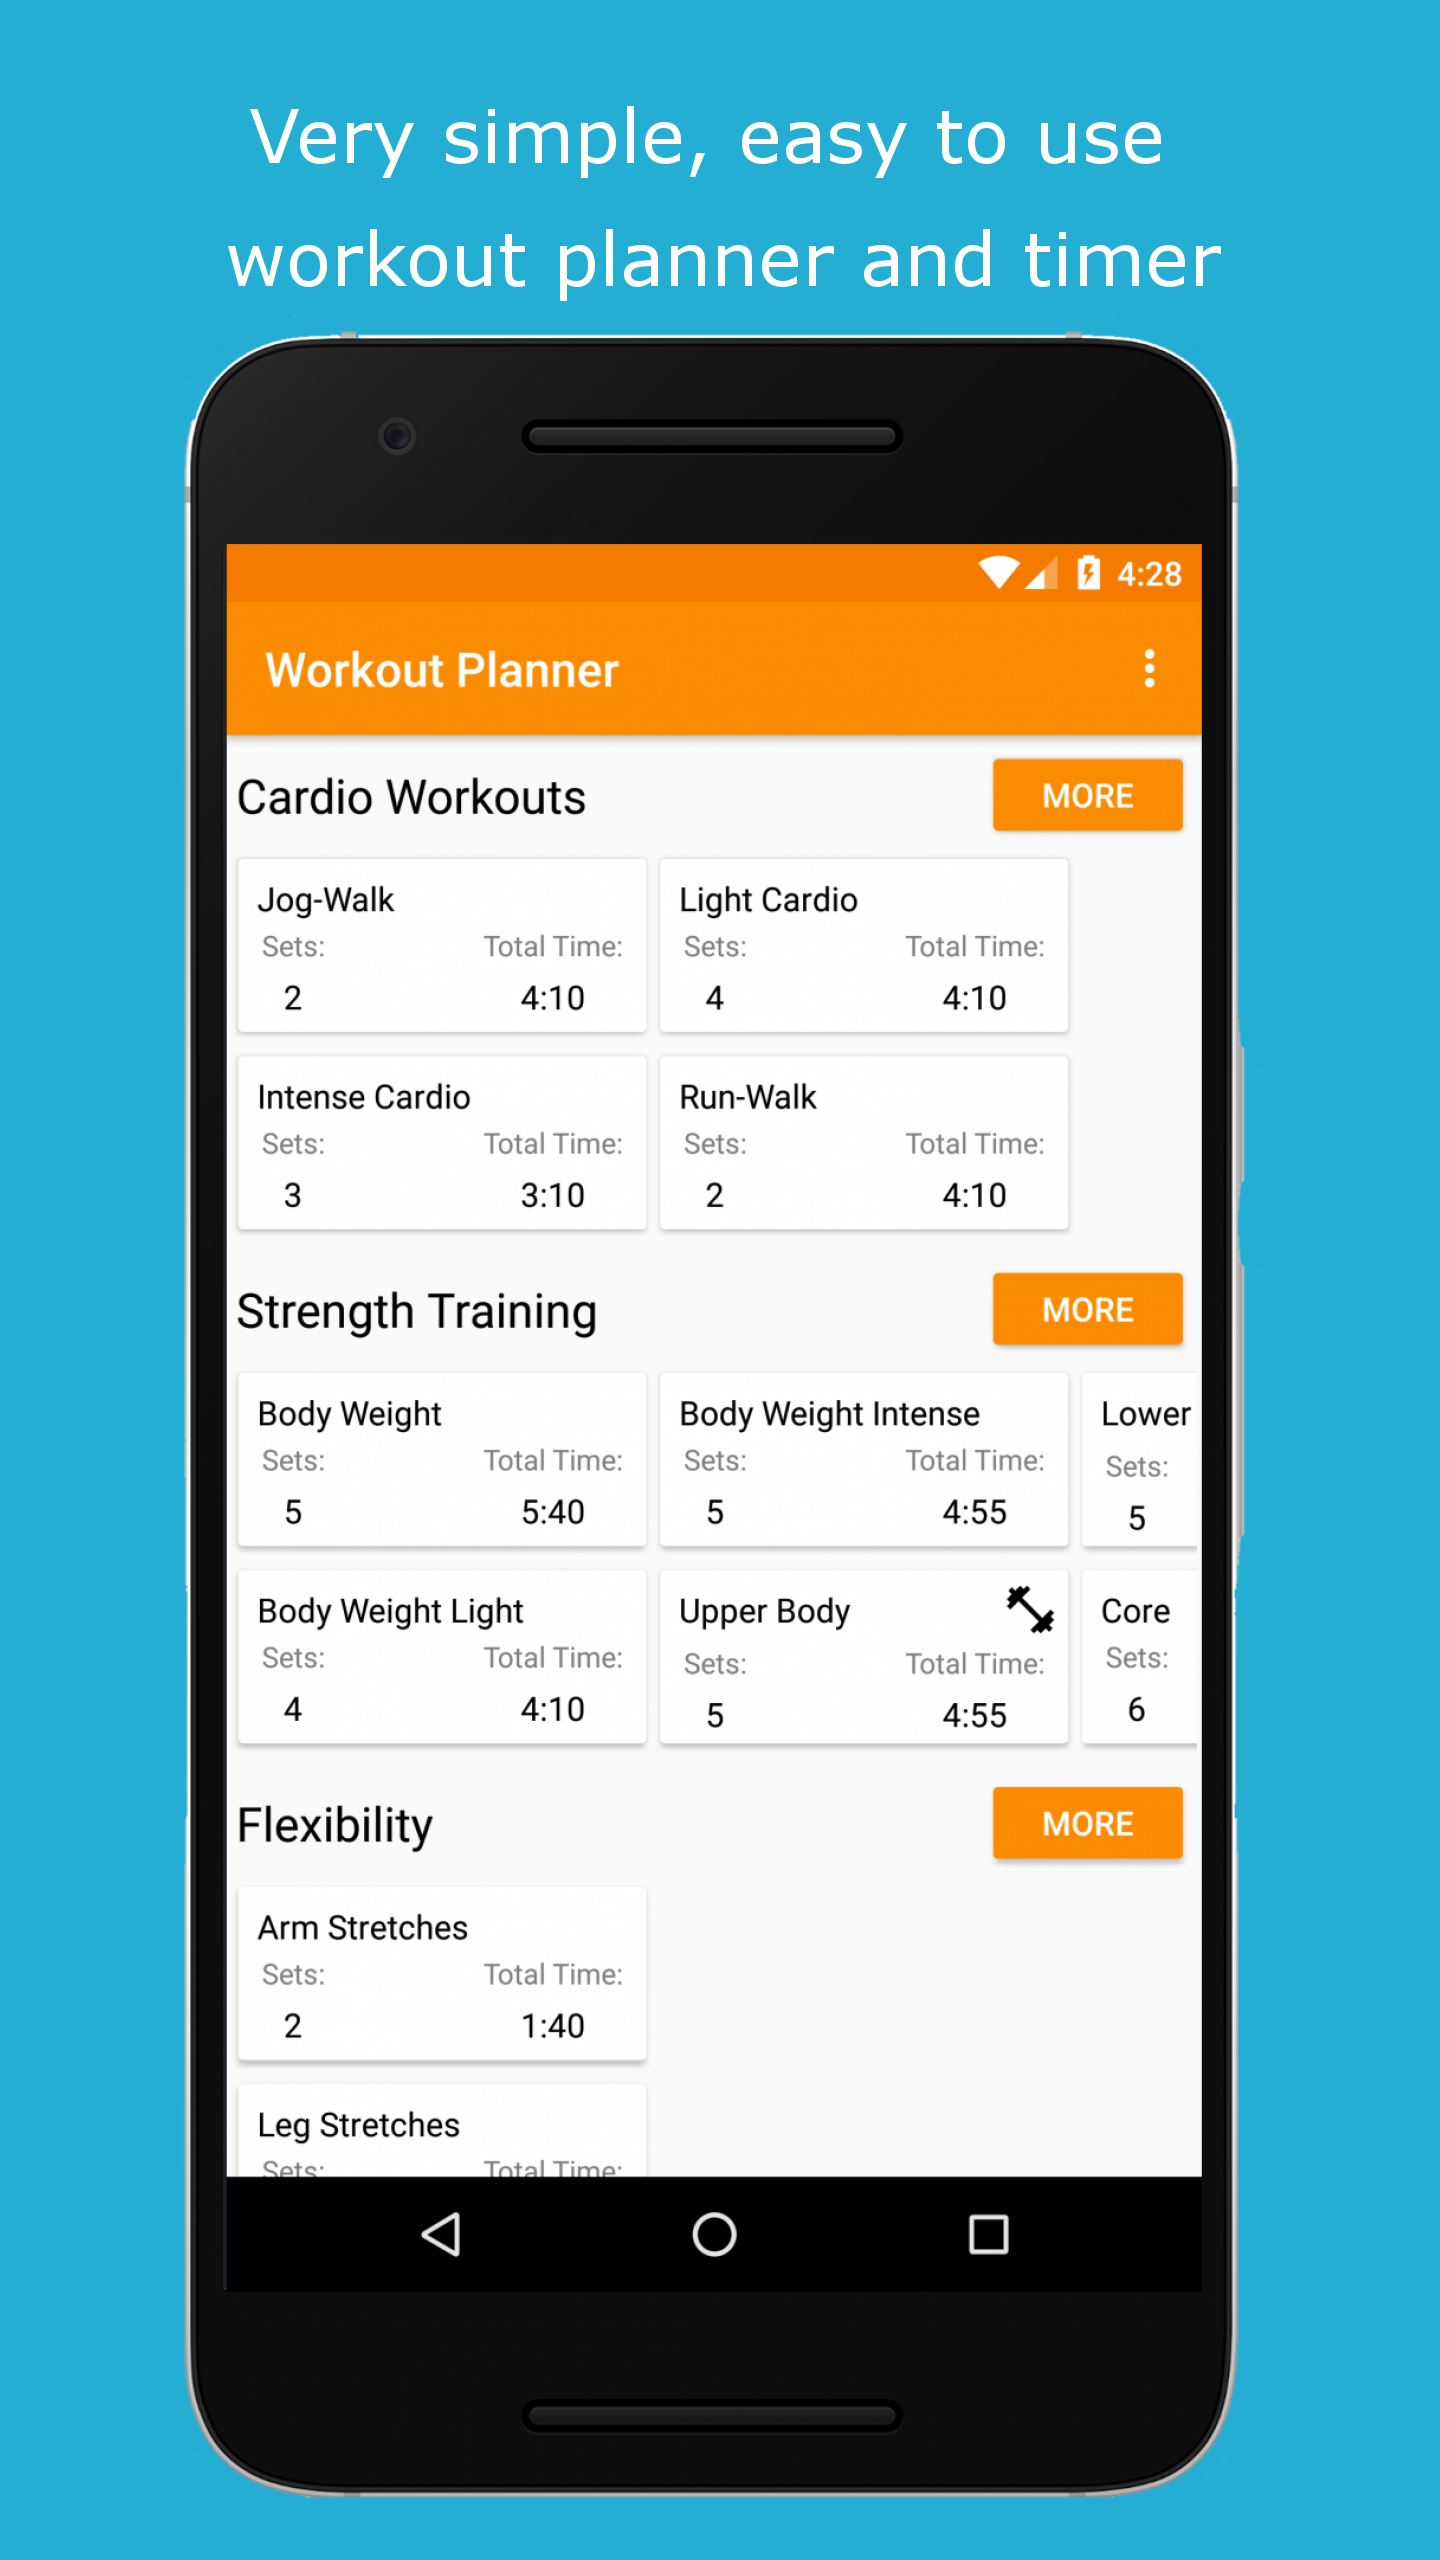 Very simple, easy to use
workout planner and timer
4:28
Workout Planner
Cardio Workouts
MORE
Jog-Walk
Sets: Total Time:
2 4:10
Light Cardio
Sets: Total Time:
4 4:10
Intense Cardio
Sets: Total Time:
3 3:10
Run-Walk
Sets: Total Time:
2 4:10
Strength Training
MORE
Body Weight
Sets: Total Time:
5 5:40
Body Weight Intense
Sets: Total Time:
5 4:55
Lower
Sets:
5
Body Weight Light
Sets: Total Time:
4 4:10
Upper Body
Sets: Total Time:
5 4:55
Core
Sets:
6
Flexibility
MORE
Arm Stretches
Sets: Total Time:
2 1:40
Leg Stretches
Sets: Total Time: